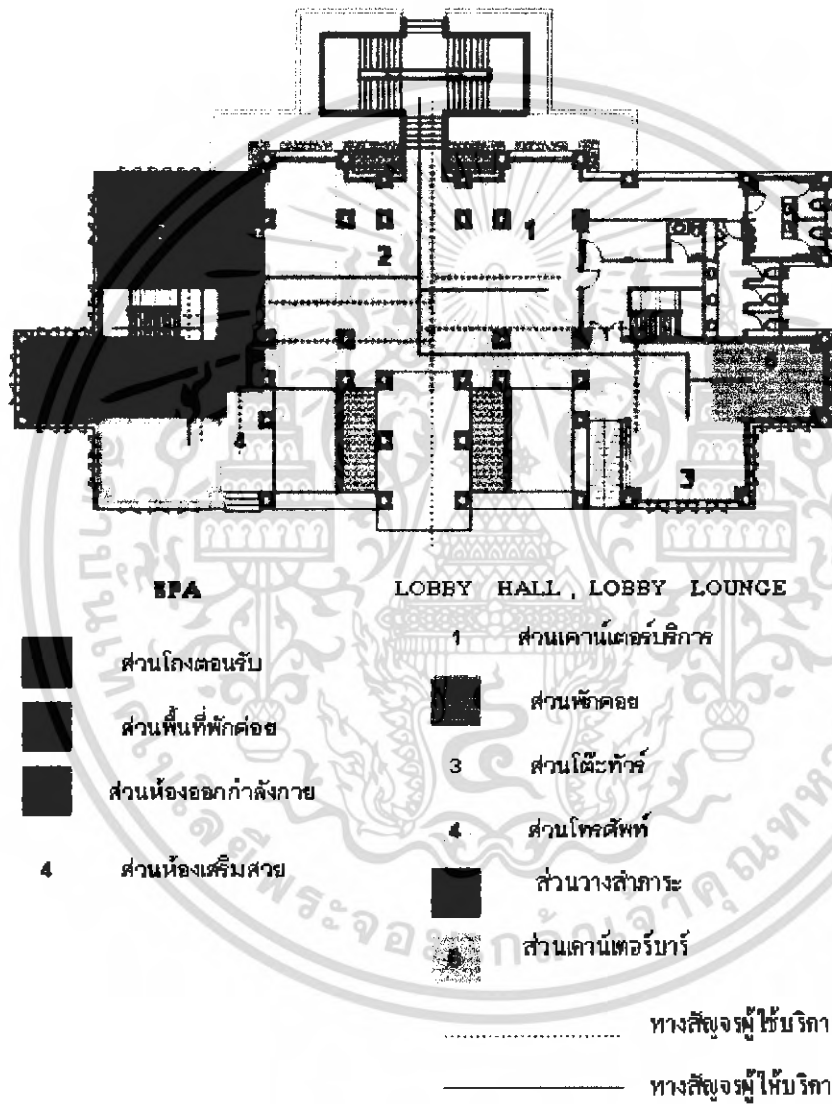 1
2
3
4
SPA
LOBBY HALL , LOBBY LOUNGE
ส่วนโถงตอนรับ
ส่วนพื้นที่พักค่อย
ส่วนห้องออกกำลังกาย
4 ส่วนห้องเสริมสวย
1 ส่วนเคาน์เตอร์บริการ
ส่วนพักคอย
3 ส่วนโต๊ะทัวร์
4 ส่วนโทรศัพท์
ส่วนวางสำภาระ
ส่วนเคาน์เตอร์บาร์
ทางสัญจรผู้ใช้บริกา
ทางสัญจรผู้ให้บริกา